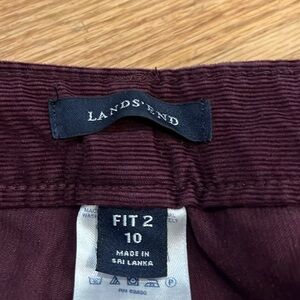 LANDS' END
FIT 2
10
MADE IN
SRI LANKA